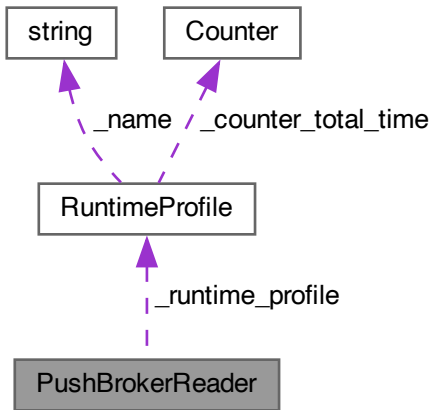 string
Counter
_name
_counter_total_time
RuntimeProfile
_runtime_profile
PushBrokerReader